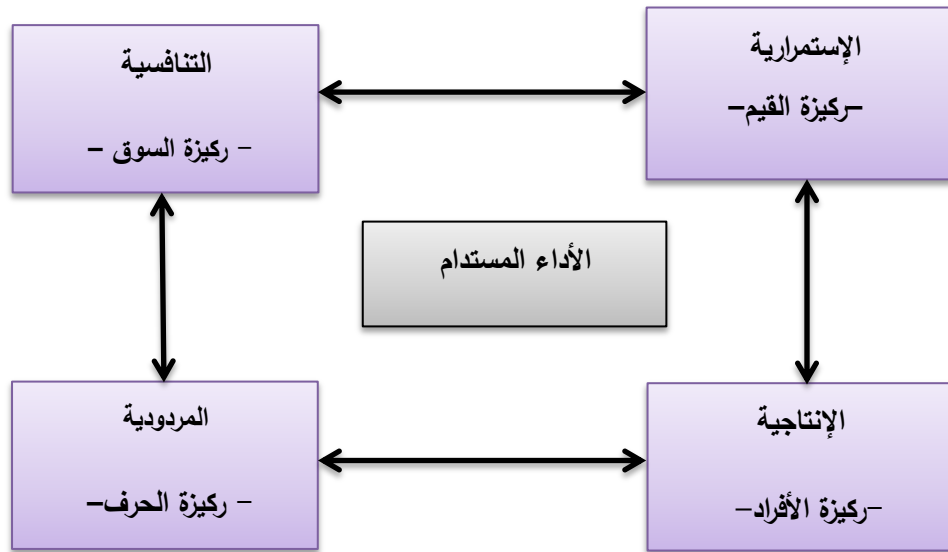 الإستمرارية
–ركيزة القيم–
التنافسية
– ركيزة السوق –
الأداء المستدام
الإنتاجية
–ركيزة الأفراد–
المردودية
– ركيزة الحرف–